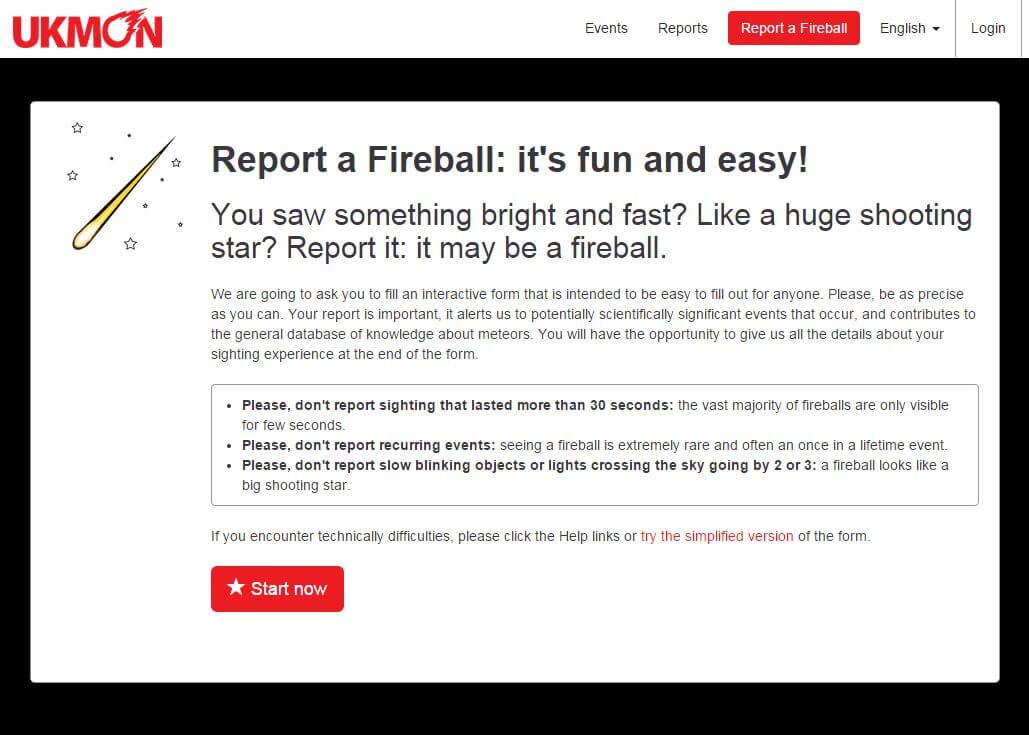 UKMON
Events
Reports
Report a Fireball
English
Login
Report a Fireball: it's fun and easy!
You saw something bright and fast? Like a huge shooting
star? Report it: it may be a fireball.
We are going to ask you to fill an interactive form that is intended to be easy to fill out for anyone. Please, be as precise
as you can. Your report is important, it alerts us to potentially scientifically significant events that occur, and contributes to
the general database of knowledge about meteors. You will have the opportunity to give us all the details about your
sighting experience at the end of the form.
• Please, don't report sighting that lasted more than 30 seconds: the vast majority of fireballs are only visible
for few seconds.
• Please, don't report recurring events: seeing a fireball is extremely rare and often an once in a lifetime event.
• Please, don't report slow blinking objects or lights crossing the sky going by 2 or 3: a fireball looks like a
big shooting star.
If you encounter technically difficulties, please click the Help links or try the simplified version of the form.
★ Start now